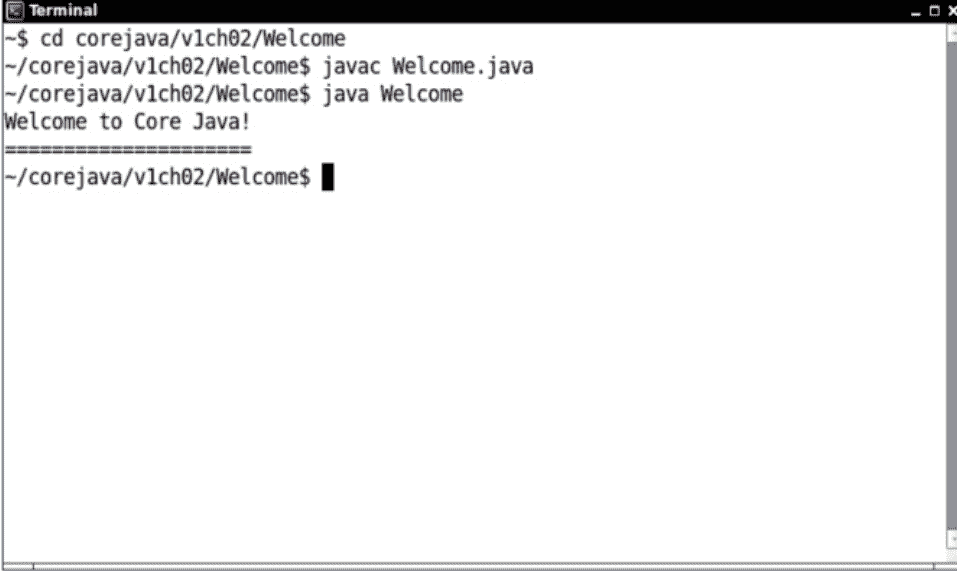 Terminal
~$ cd corejava/v1ch02/Welcome
~/corejava/v1ch02/Welcome$ javac Welcome.java
~/corejava/v1ch02/Welcome$ java Welcome
Welcome to Core Java!
=====================
~/corejava/v1ch02/Welcome$